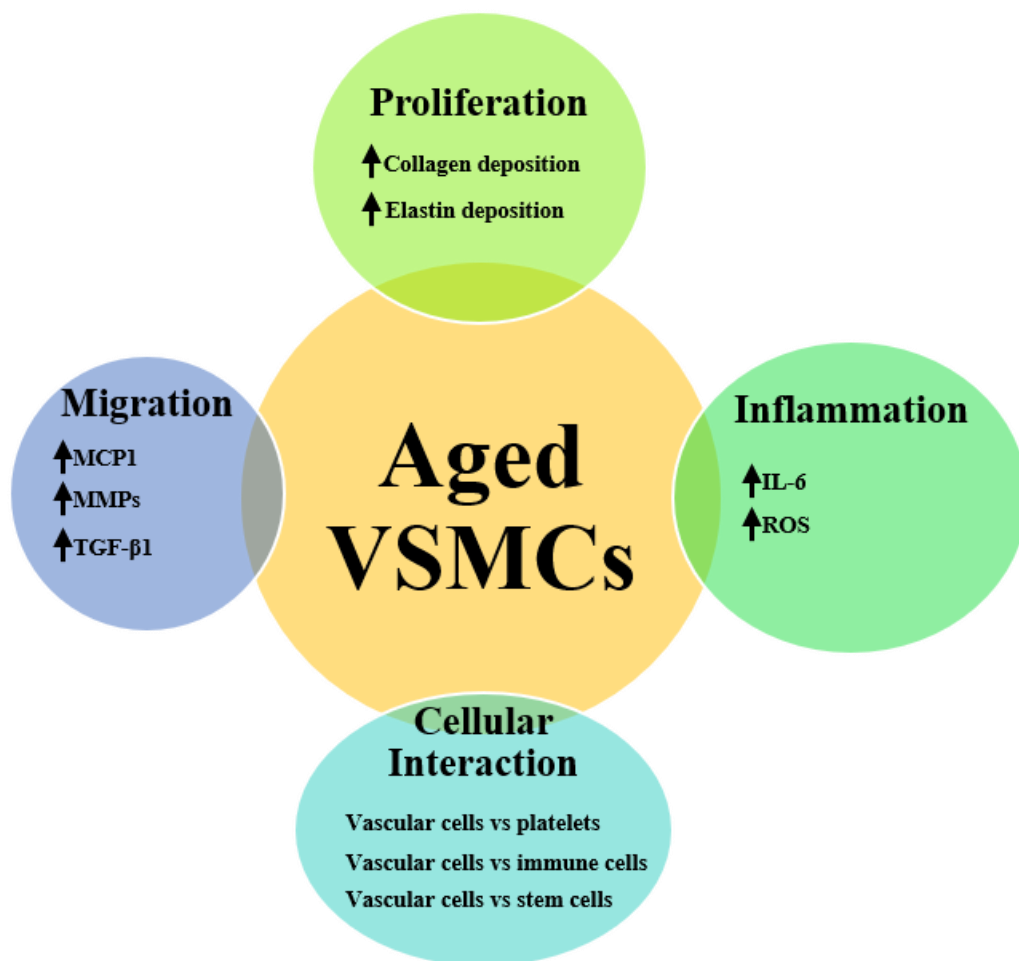 Proliferation
↑Collagen deposition
↑Elastin deposition
Migration
↑MCP1
↑MMPs
↑TGF-β1
Aged
VSMCs
Inflammation
↑IL-6
↑ROS
Cellular
Interaction
Vascular cells vs platelets
Vascular cells vs immune cells
Vascular cells vs stem cells